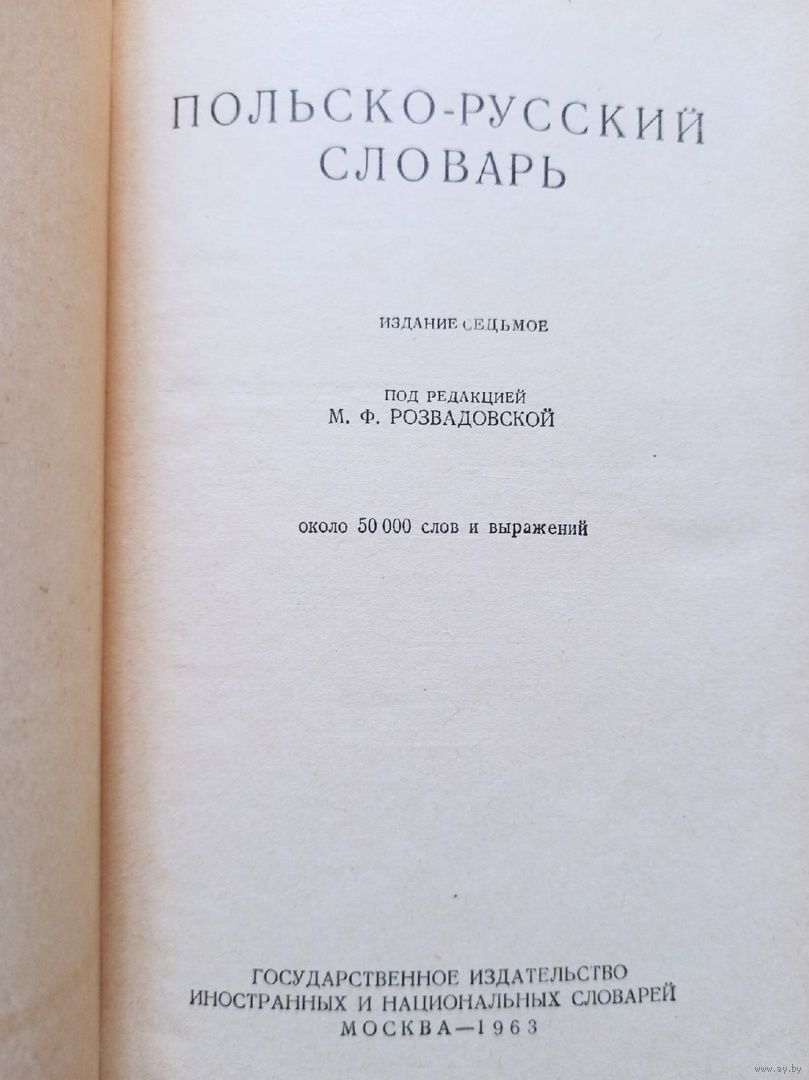 ПОЛЬСКО-РУССКИЙ
СЛОВАРЬ
ИЗДАНИЕ СЕДЬМОЕ
ПОД РЕДАКЦИЕЙ
М. Ф. РОЗВАДОВСКОЙ
около 50 000 слов и выражений
ГОСУДАРСТВЕННОЕ ИЗДАТЕЛЬСТВО
ИНОСТРАННЫХ И НАЦИОНАЛЬНЫХ СЛОВАРЕЙ
МОСКВА—1963
www.ay.by